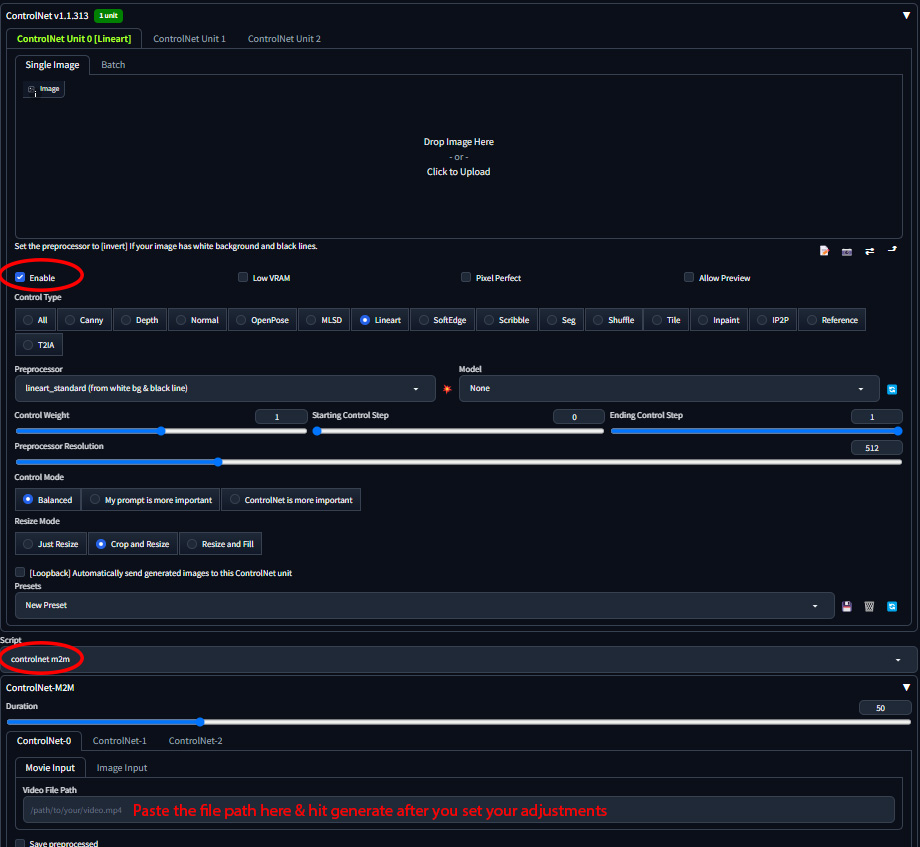 ControlNet v1.1.313 1 unit
ControlNet Unit 0 [Lineart] ControlNet Unit 1 ControlNet Unit 2
Single Image Batch
Image
Drop Image Here
- or -
Click to Upload
Set the preprocessor to [invert] If your image has white background and black lines.
Enable Low VRAM Pixel Perfect Allow Preview
Control Type
All Canny Depth Normal OpenPose MLSD Lineart SoftEdge Scribble Seg Shuffle Tile Inpaint IP2P Reference
T2IA
Preprocessor Model
lineart_standard (from white bg & black line) None
Control Weight 1 Starting Control Step 0 Ending Control Step 1
Preprocessor Resolution 512
Control Mode
Balanced My prompt is more important ControlNet is more important
Resize Mode
Just Resize Crop and Resize Resize and Fill
[Loopback] Automatically send generated images to this ControlNet unit
Presets
New Preset
Script
controlnet m2m
ControlNet-M2M
Duration 50
ControlNet-0 ControlNet-1 ControlNet-2
Movie Input Image Input
Video File Path
/path/to/your/video.mp4 Paste the file path here & hit generate after you set your adjustments
Save preprocessed